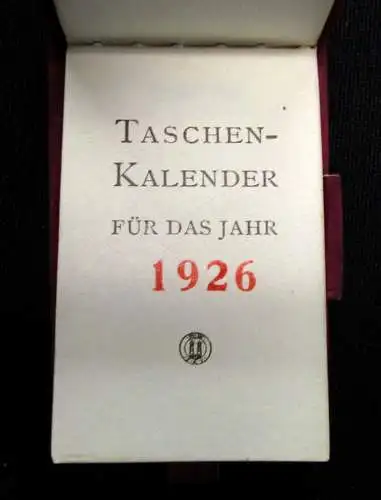 TASCHEN-
KALENDER
FÜR DAS JAHR
1926